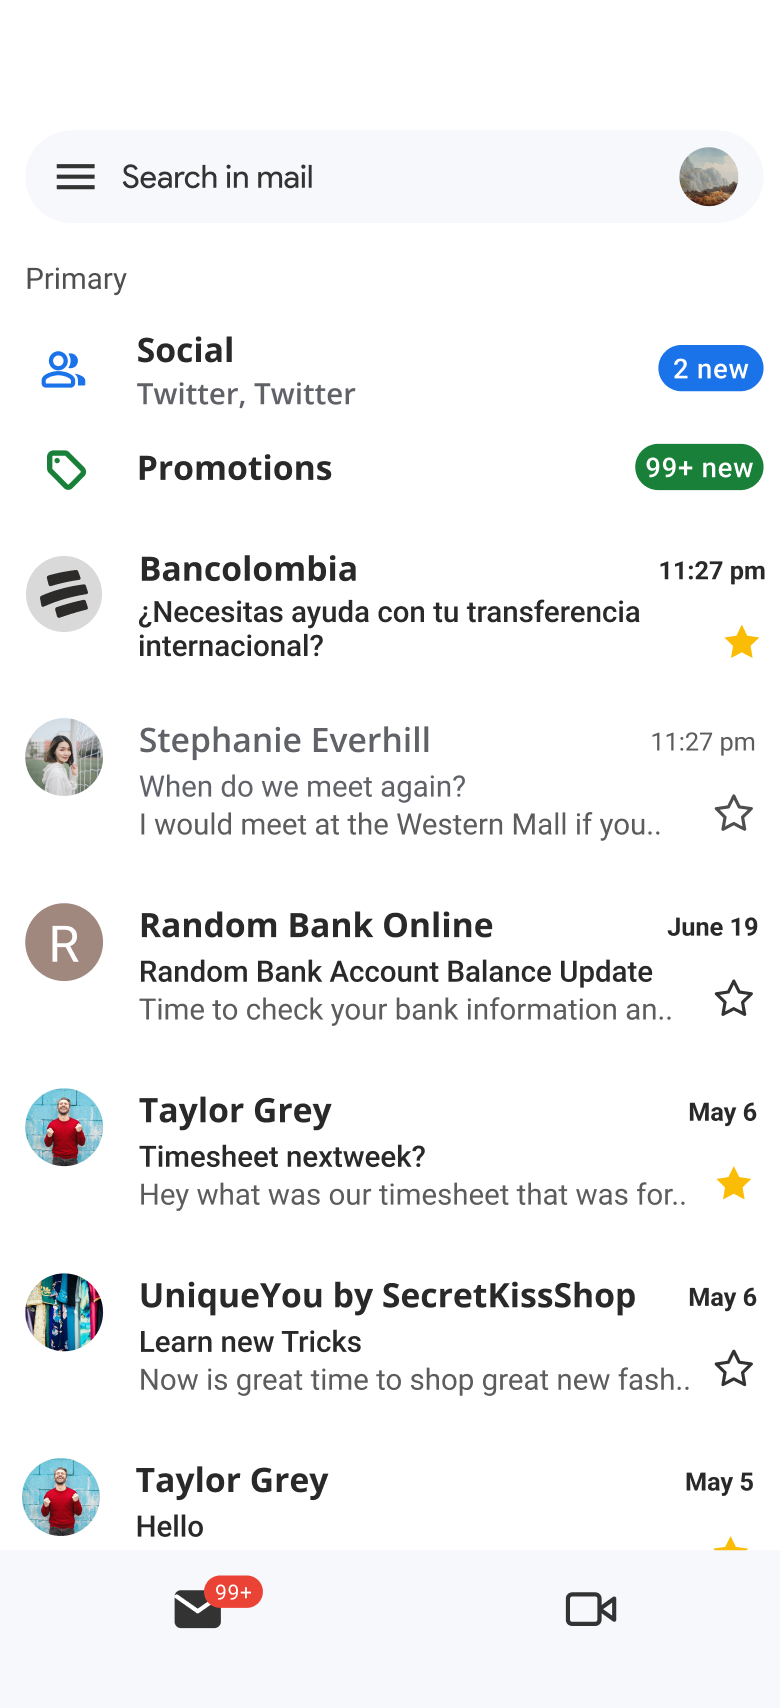 Search in mail
Primary
Social
2 new
Twitter, Twitter
Promotions
99+ new
Bancolombia
11:27 pm
¿Necesitas ayuda con tu transferencia
internacional?
Stephanie Everhill
11:27 pm
When do we meet again?
I would meet at the Western Mall if you..
R
Random Bank Online
June 19
Random Bank Account Balance Update
Time to check your bank information an..
Taylor Grey
May 6
Timesheet nextweek?
Hey what was our timesheet that was for..
UniqueYou by SecretKissShop
May 6
Learn new Tricks
Now is great time to shop great new fash..
Taylor Grey
May 5
Hello
99+